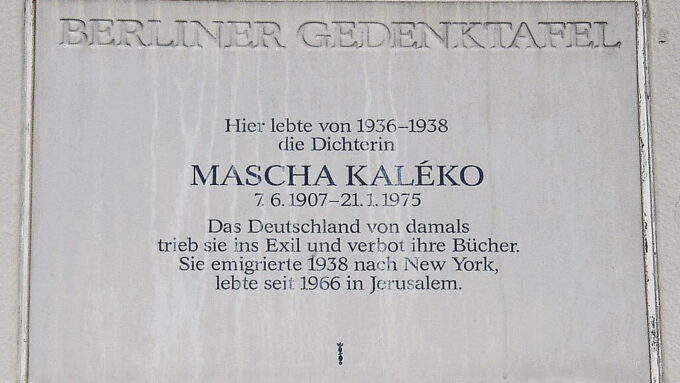 BERLINER GEDENKTAFEL
Hier lebte von 1936–1938
die Dichterin
MASCHA KALÉKO
7. 6. 1907–21. 1. 1975
Das Deutschland von damals
trieb sie ins Exil und verbot ihre Bücher.
Sie emigrierte 1938 nach New York,
lebte seit 1966 in Jerusalem.